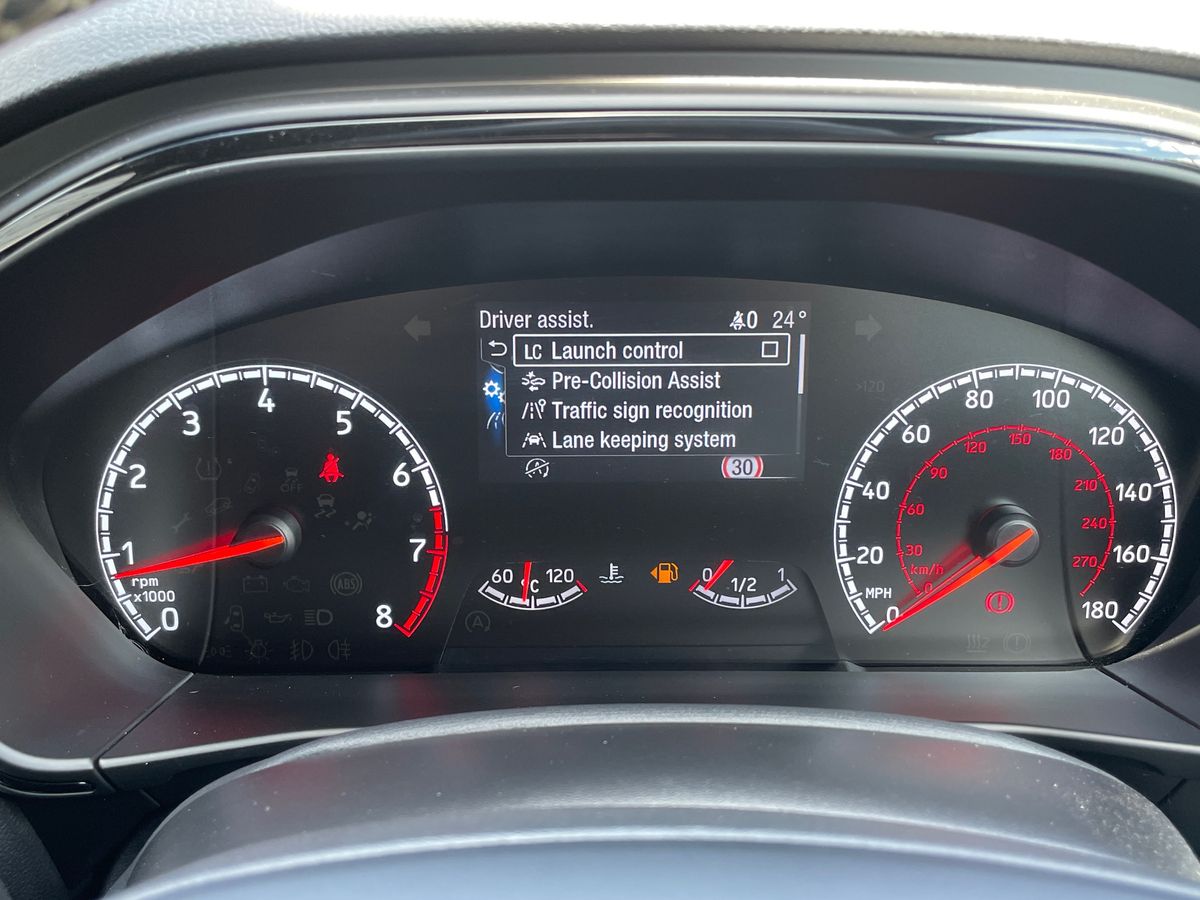 Driver assist. 0 24°
LC Launch control
Pre-Collision Assist
Traffic sign recognition
Lane keeping system
30
0 1 2 3 4 5 6 7 8
rpm
x1000
OFF
ABS
60 °C 120
A
0 1/2 1
0 20 40 60 80 100 120 140 160 180
MPH
0 30 60 90 120 150 180 210 240 270
km/h
>120